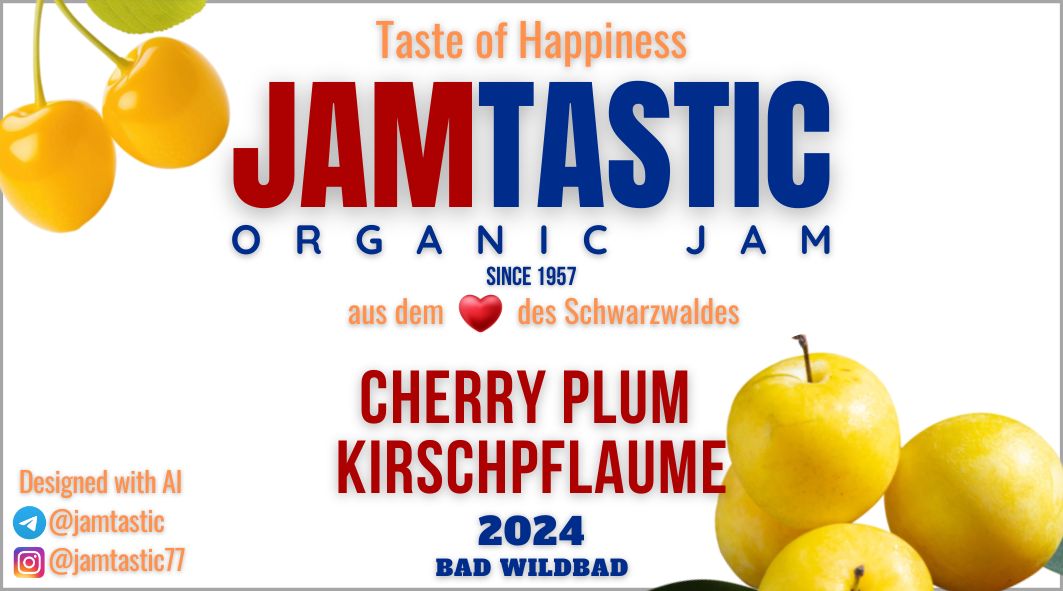 Taste of Happiness
JAMTASTIC
ORGANIC JAM
SINCE 1957
aus dem des Schwarzwaldes
CHERRY PLUM
KIRSCHPFLAUME
2024
BAD WILDBAD
Designed with AI
@jamtastic
@jamtastic77